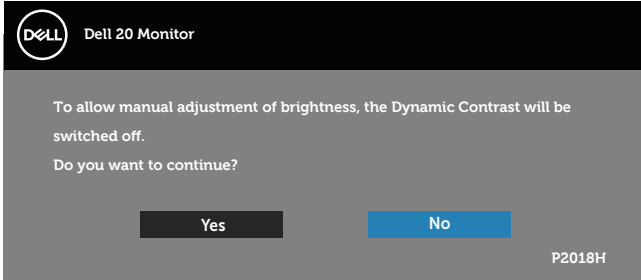 DELL
Dell 20 Monitor
To allow manual adjustment of brightness, the Dynamic Contrast will be
switched off.
Do you want to continue?
Yes No
P2018H